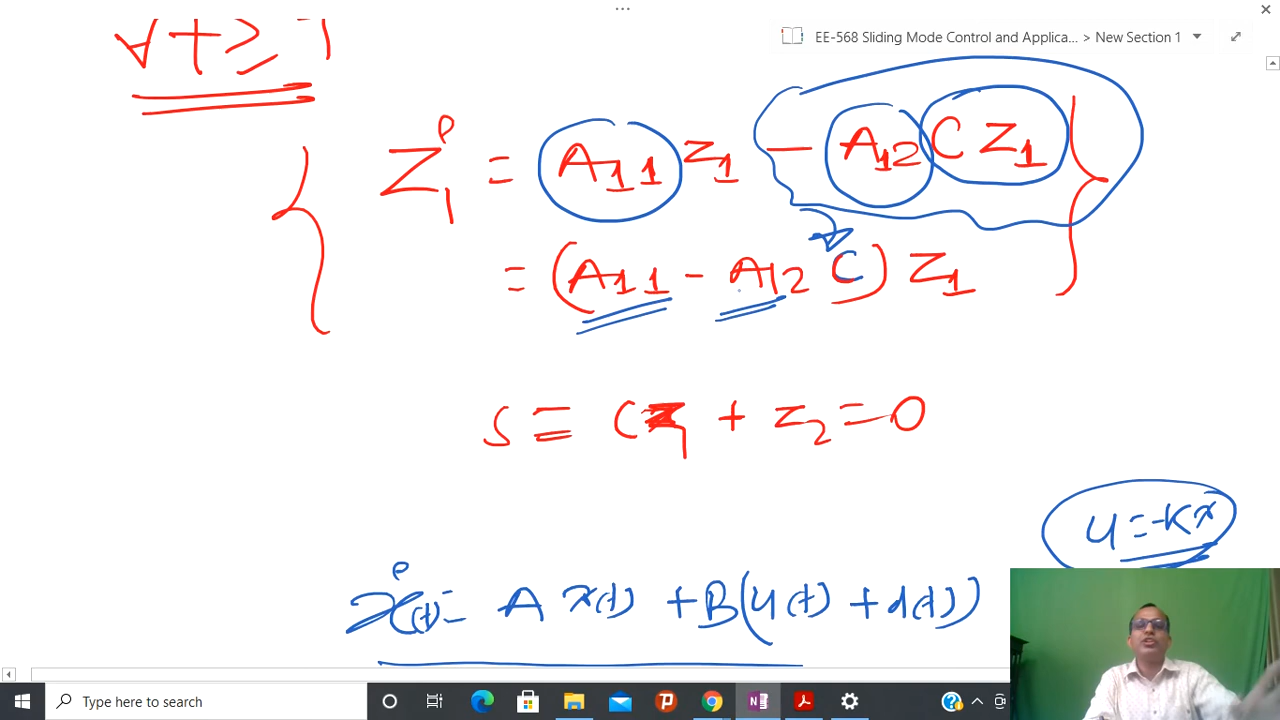 EE-568 Sliding Mode Control and Applica... > New Section 1
∀ t ≥ T
Ż₁ = A₁₁ z₁ − A₁₂ C Z₁
= (A₁₁ − A₁₂ C) Z₁
S = C z₁ + z₂ = 0
u = -Kx
ẋ(t) = A x(t) + B(u(t) + d(t))
Type here to search